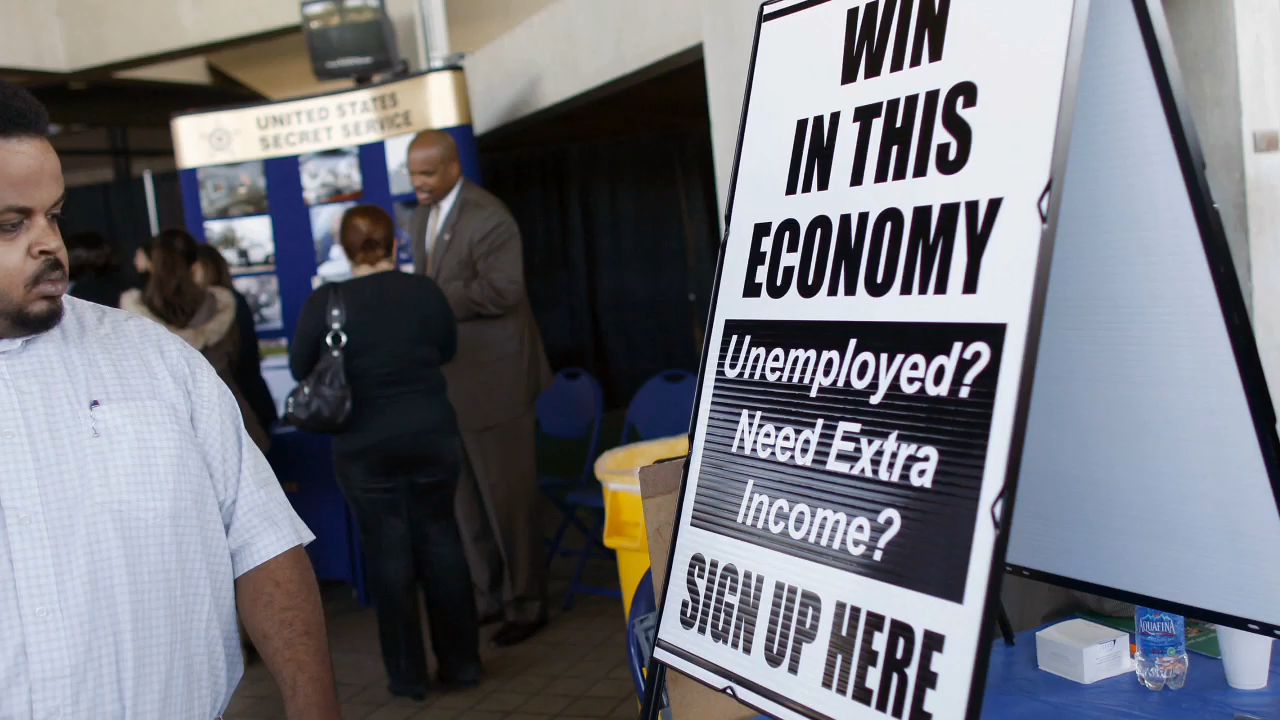 UNITED STATES
SECRET SERVICE
WIN
IN THIS
ECONOMY
Unemployed?
Need Extra
Income?
SIGN UP HERE
AQUAFINA